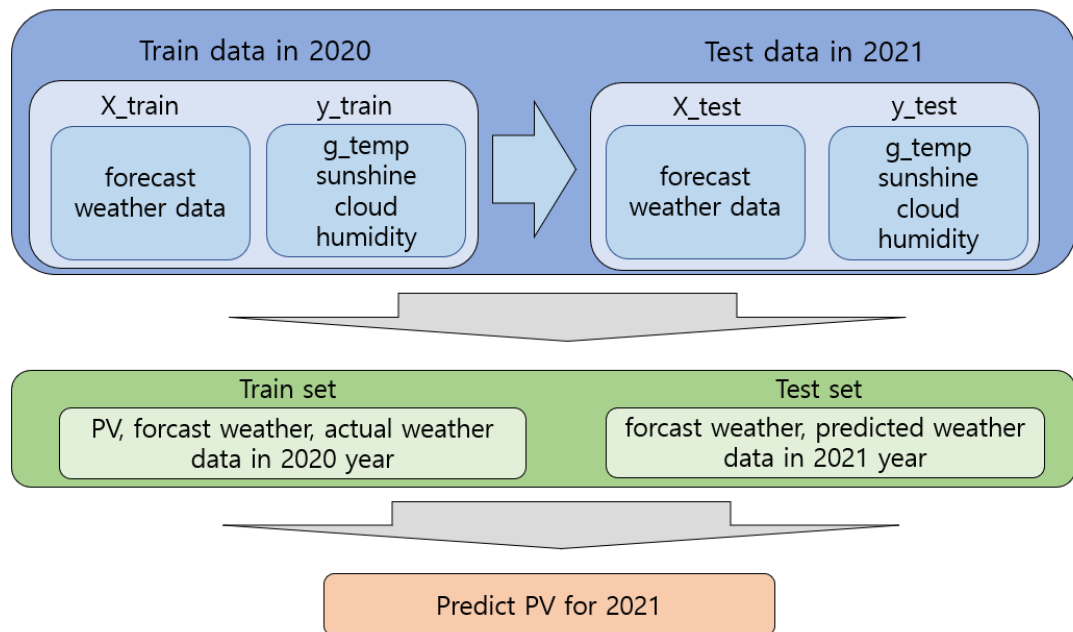 Train data in 2020
Test data in 2021
X_train
y_train
X_test
y_test
forecast
weather data
g_temp
sunshine
cloud
humidity
forecast
weather data
g_temp
sunshine
cloud
humidity
Train set
Test set
PV, forcast weather, actual weather
data in 2020 year
forcast weather, predicted weather
data in 2021 year
Predict PV for 2021